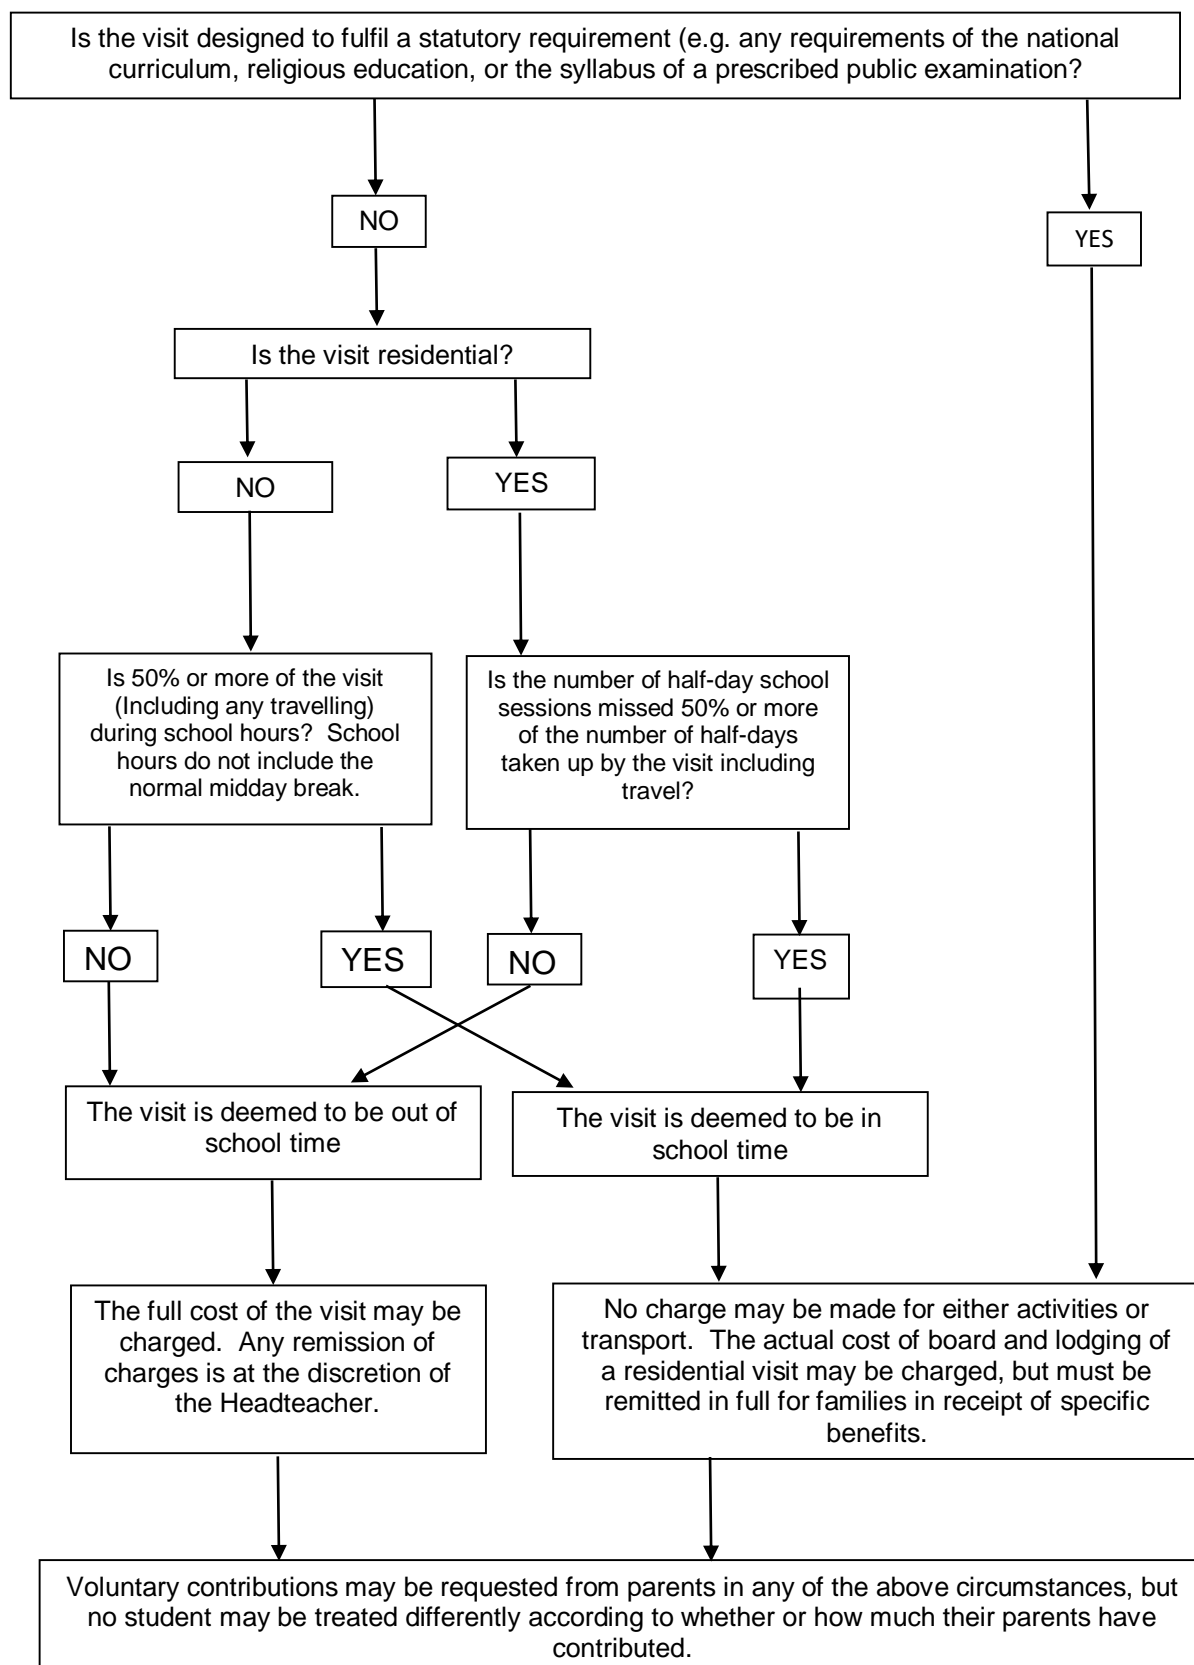 Is the visit designed to fulfil a statutory requirement (e.g. any requirements of the national
curriculum, religious education, or the syllabus of a prescribed public examination?
NO
YES
Is the visit residential?
NO
YES
Is 50% or more of the visit
(Including any travelling)
during school hours?  School
hours do not include the
normal midday break.
Is the number of half-day school
sessions missed 50% or more
of the number of half-days
taken up by the visit including
travel?
NO
YES
NO
YES
The visit is deemed to be out of
school time
The visit is deemed to be in
school time
The full cost of the visit may be
charged.  Any remission of
charges is at the discretion of
the Headteacher.
No charge may be made for either activities or
transport.  The actual cost of board and lodging of
a residential visit may be charged, but must be
remitted in full for families in receipt of specific
benefits.
Voluntary contributions may be requested from parents in any of the above circumstances, but
no student may be treated differently according to whether or how much their parents have
contributed.